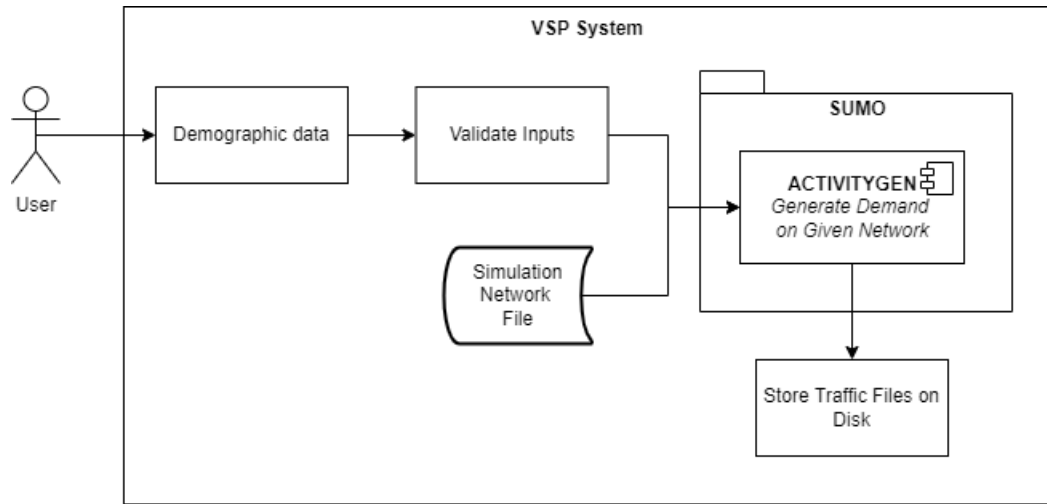 VSP System
User
Demographic data
Validate Inputs
Simulation
Network
File
SUMO
ACTIVITYGEN
Generate Demand
on Given Network
Store Traffic Files on
Disk